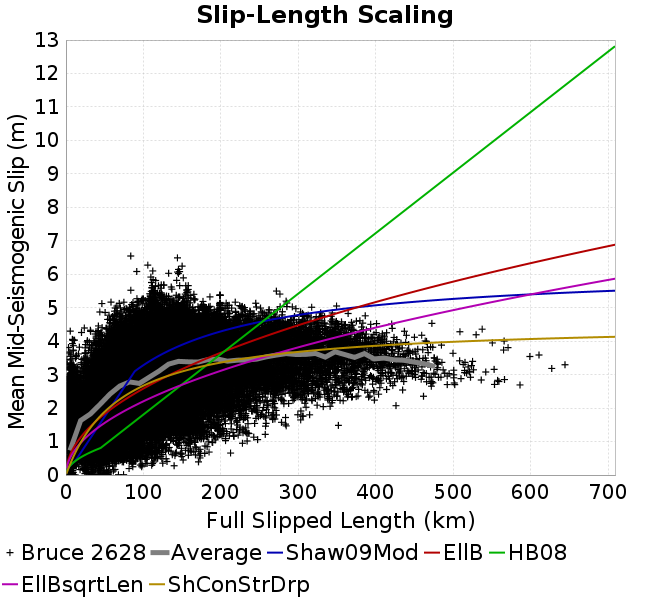 Slip-Length Scaling
Mean Mid-Seismogenic Slip (m)
13
12
11
10
9
8
7
6
5
4
3
2
1
0
0 100 200 300 400 500 600 700
Full Slipped Length (km)
Bruce 2628 Average Shaw09Mod EllB HB08
EllBsqrtLen ShConStrDrp